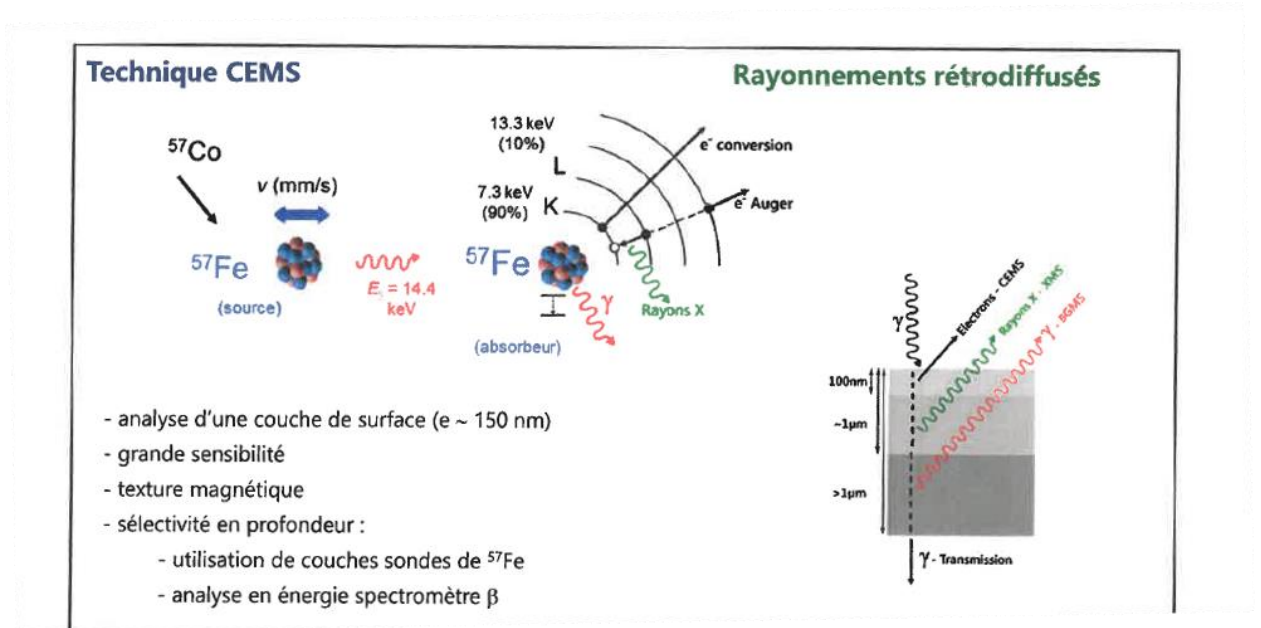 Technique CEMS
Rayonnements rétrodiffusés
⁵⁷Co
v (mm/s)
⁵⁷Fe
(source)
E = 14.4
keV
13.3 keV
(10%)
L
7.3 keV
(90%)
K
e⁻ conversion
e⁻ Auger
⁵⁷Fe
γ
Rayons X
(absorbeur)
- analyse d'une couche de surface (e ~ 150 nm)
- grande sensibilité
- texture magnétique
- sélectivité en profondeur :
- utilisation de couches sondes de ⁵⁷Fe
- analyse en énergie spectromètre β
γ
Electrons - CEMS
Rayons X - XMS
γ - BGMS
100nm
~1µm
>1µm
γ - Transmission